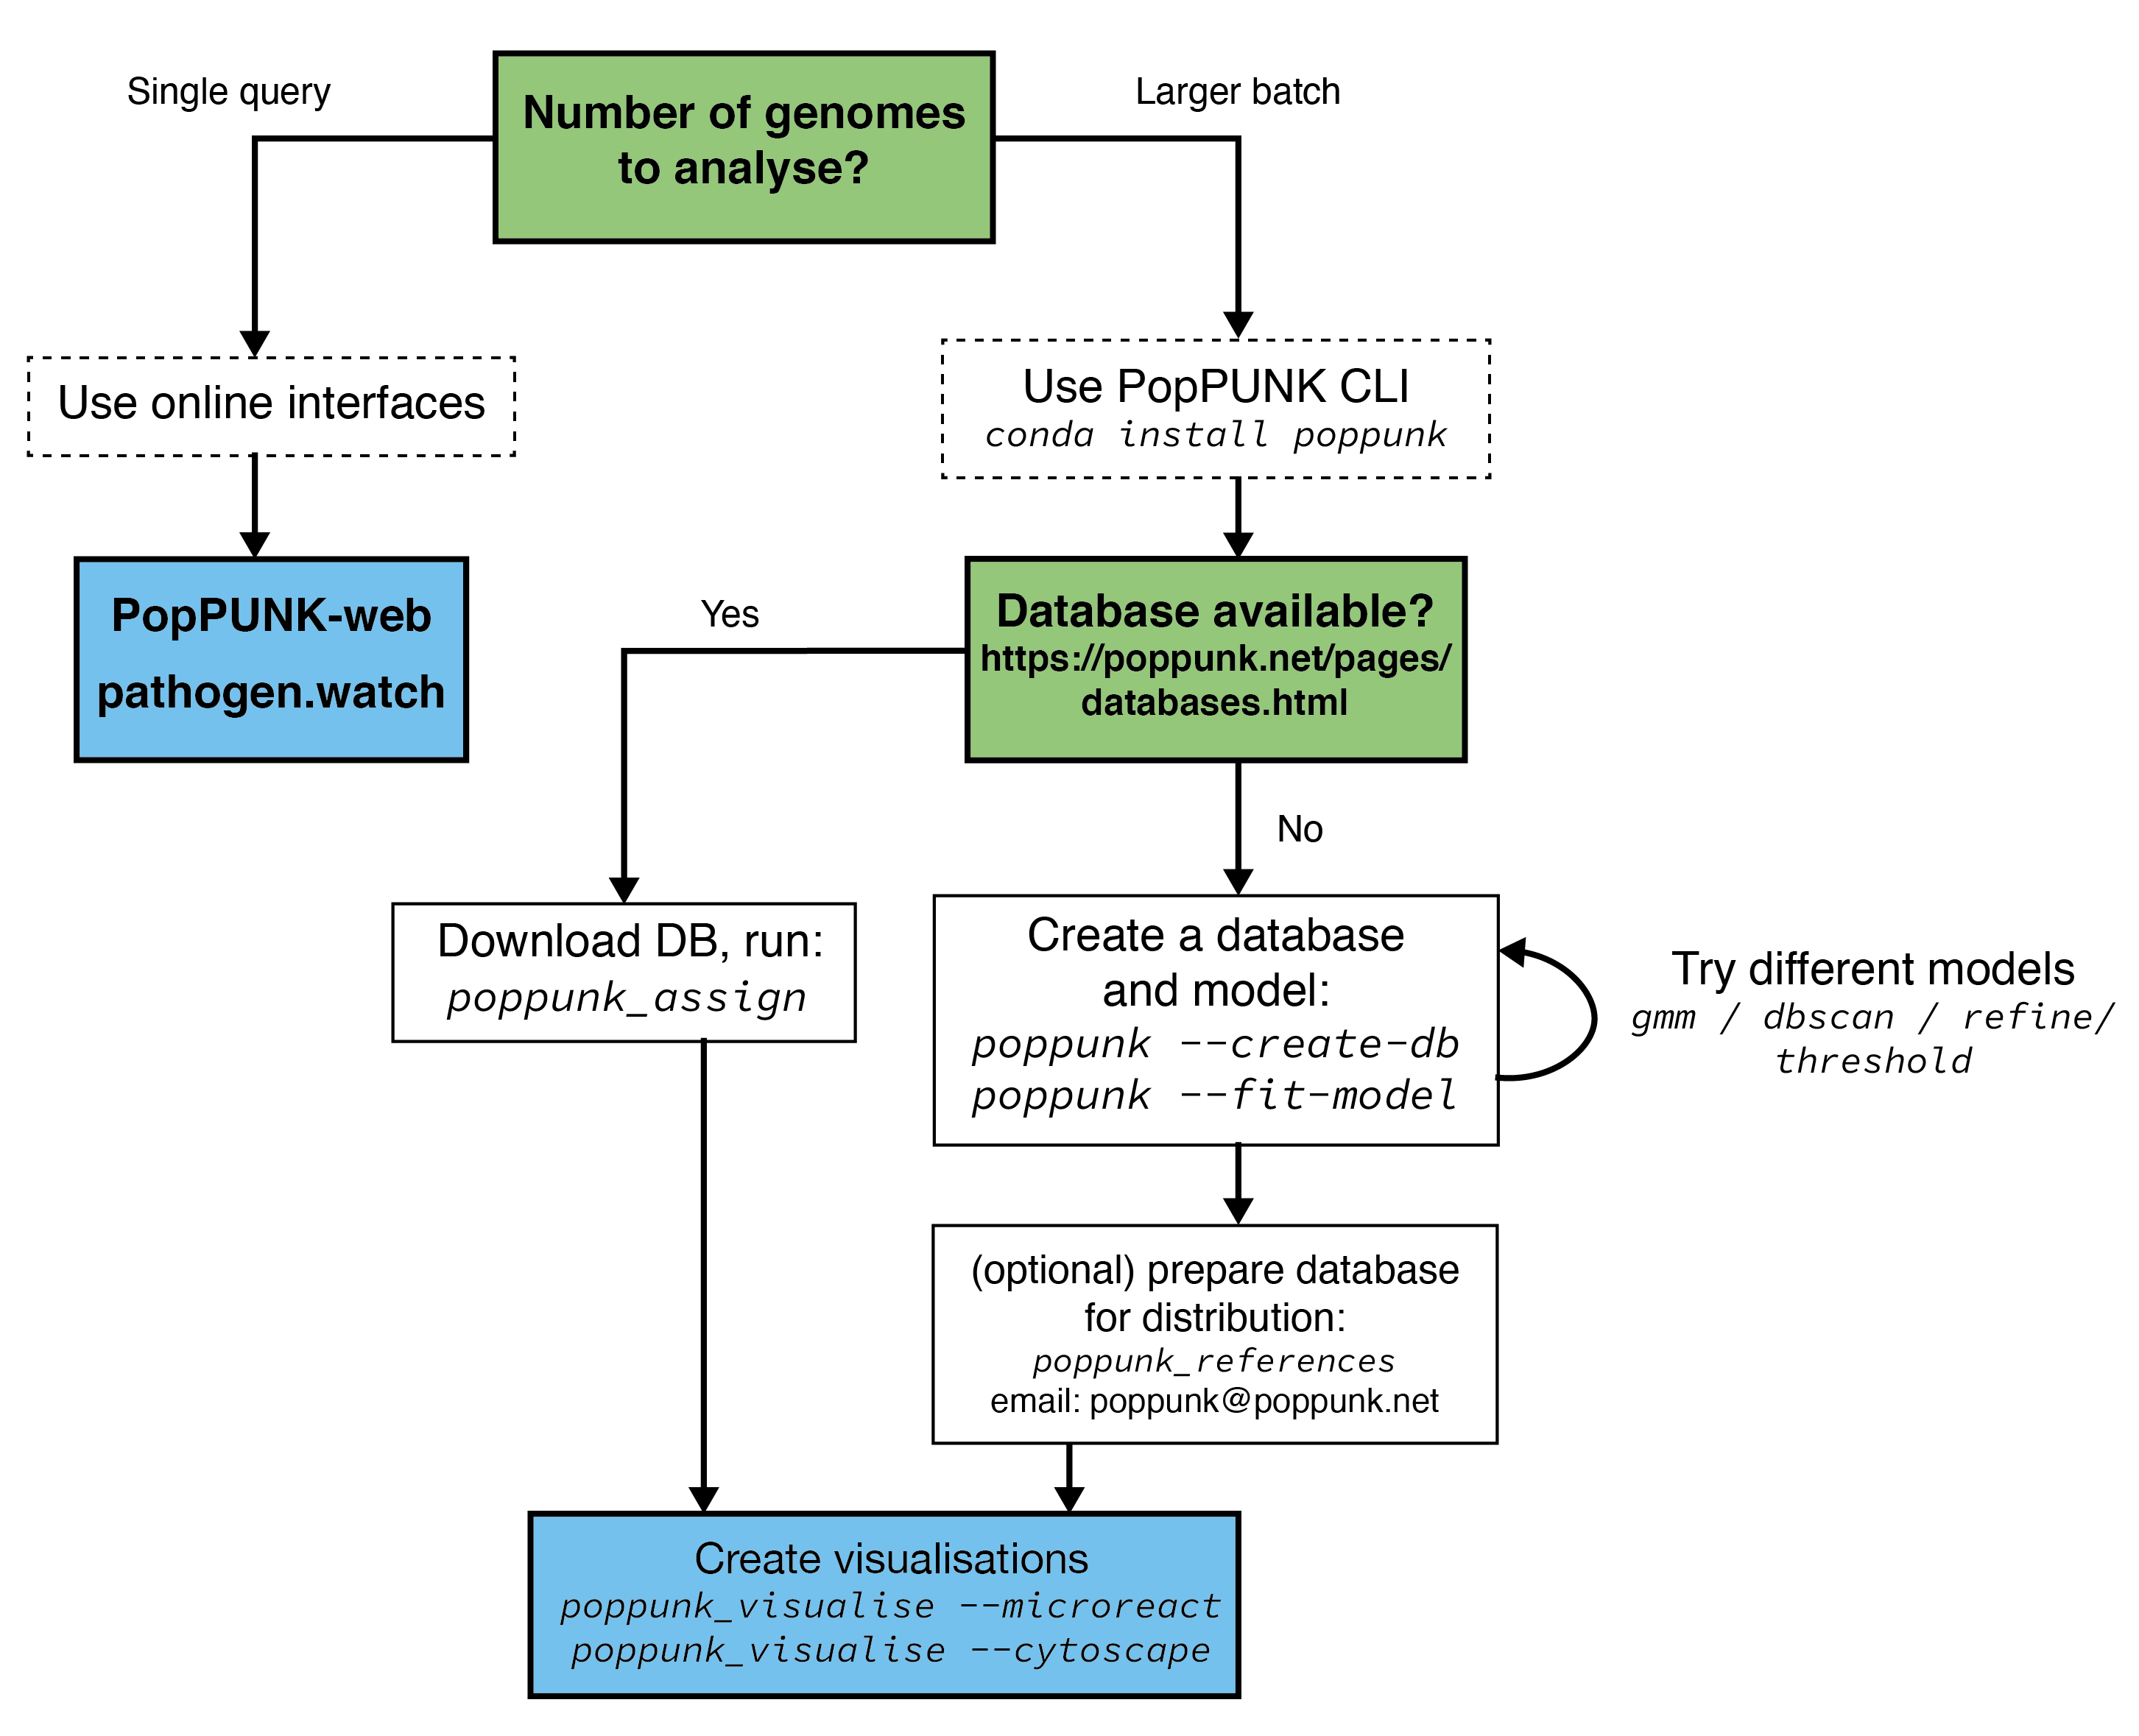 Single query
Number of genomes
to analyse?
Larger batch
Use online interfaces
Use PopPUNK CLI
conda install poppunk
PopPUNK-web
pathogen.watch
Yes
Database available?
https://poppunk.net/pages/
databases.html
No
Download DB, run:
poppunk_assign
Create a database
and model:
poppunk --create-db
poppunk --fit-model
Try different models
gmm / dbscan / refine/
threshold
(optional) prepare database
for distribution:
poppunk_references
email: poppunk@poppunk.net
Create visualisations
poppunk_visualise --microreact
poppunk_visualise --cytoscape